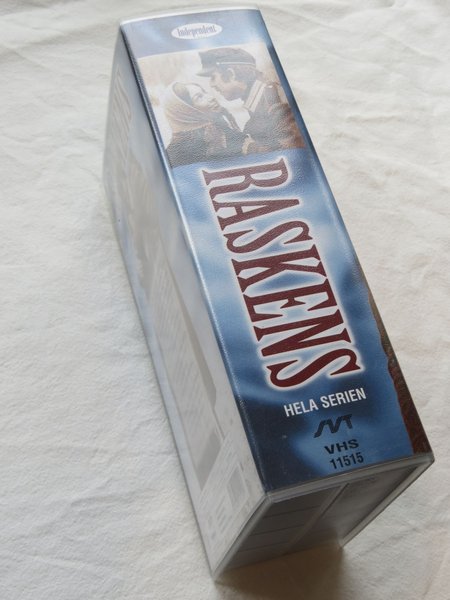 Independent
RASKENS
HELA SERIEN
SVT
VHS
11515